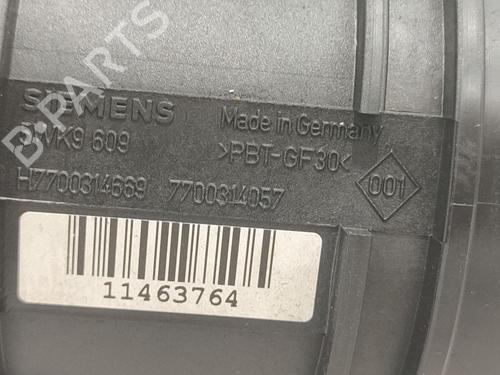 B PARTS
SIEMENS
Made in Germany
5WK9 609
>PBT-GF30<
001
H7700314669 7700314057
11463764